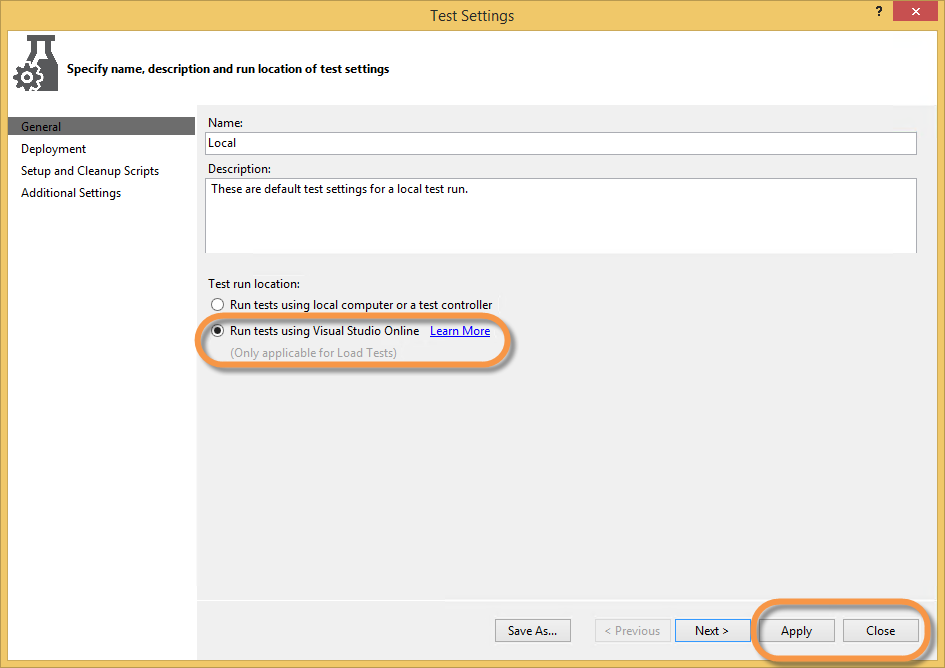 Test Settings
?
Specify name, description and run location of test settings
General
Deployment
Setup and Cleanup Scripts
Additional Settings
Name:
Local
Description:
These are default test settings for a local test run.
Test run location:
Run tests using local computer or a test controller
Run tests using Visual Studio Online Learn More
(Only applicable for Load Tests)
Save As... < Previous Next > Apply Close